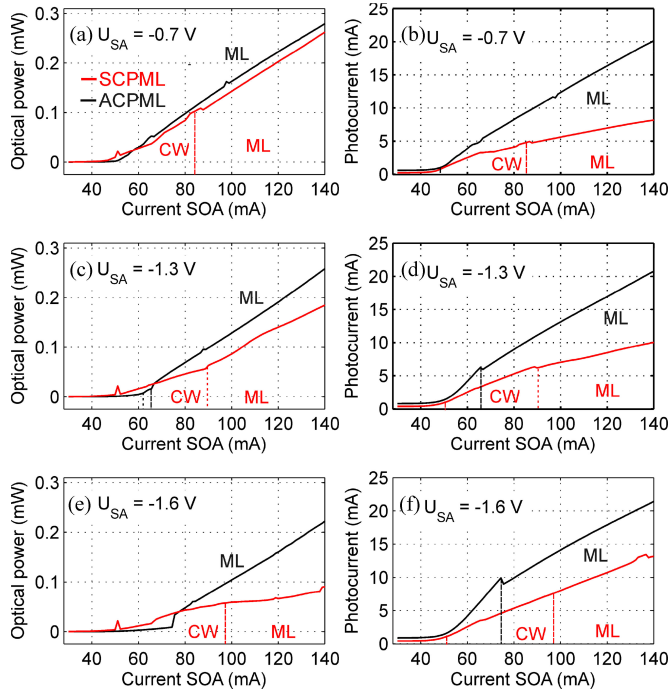 (a) U_SA = -0.7 V
ML
SCPML
ACPML
CW
ML
0.3
0.2
0.1
0
Optical power (mW)
40 60 80 100 120 140
Current SOA (mA)
(b) U_SA = -0.7 V
ML
CW
ML
25
20
15
10
5
0
Photocurrent (mA)
40 60 80 100 120 140
Current SOA (mA)
(c) U_SA = -1.3 V
ML
CW
ML
0.3
0.2
0.1
0
Optical power (mW)
40 60 80 100 120 140
Current SOA (mA)
(d) U_SA = -1.3 V
ML
CW
ML
25
20
15
10
5
0
Photocurrent (mA)
40 60 80 100 120 140
Current SOA (mA)
(e) U_SA = -1.6 V
ML
CW
ML
0.3
0.2
0.1
0
Optical power (mW)
40 60 80 100 120 140
Current SOA (mA)
(f) U_SA = -1.6 V
ML
CW
ML
25
20
15
10
5
0
Photocurrent (mA)
40 60 80 100 120 140
Current SOA (mA)